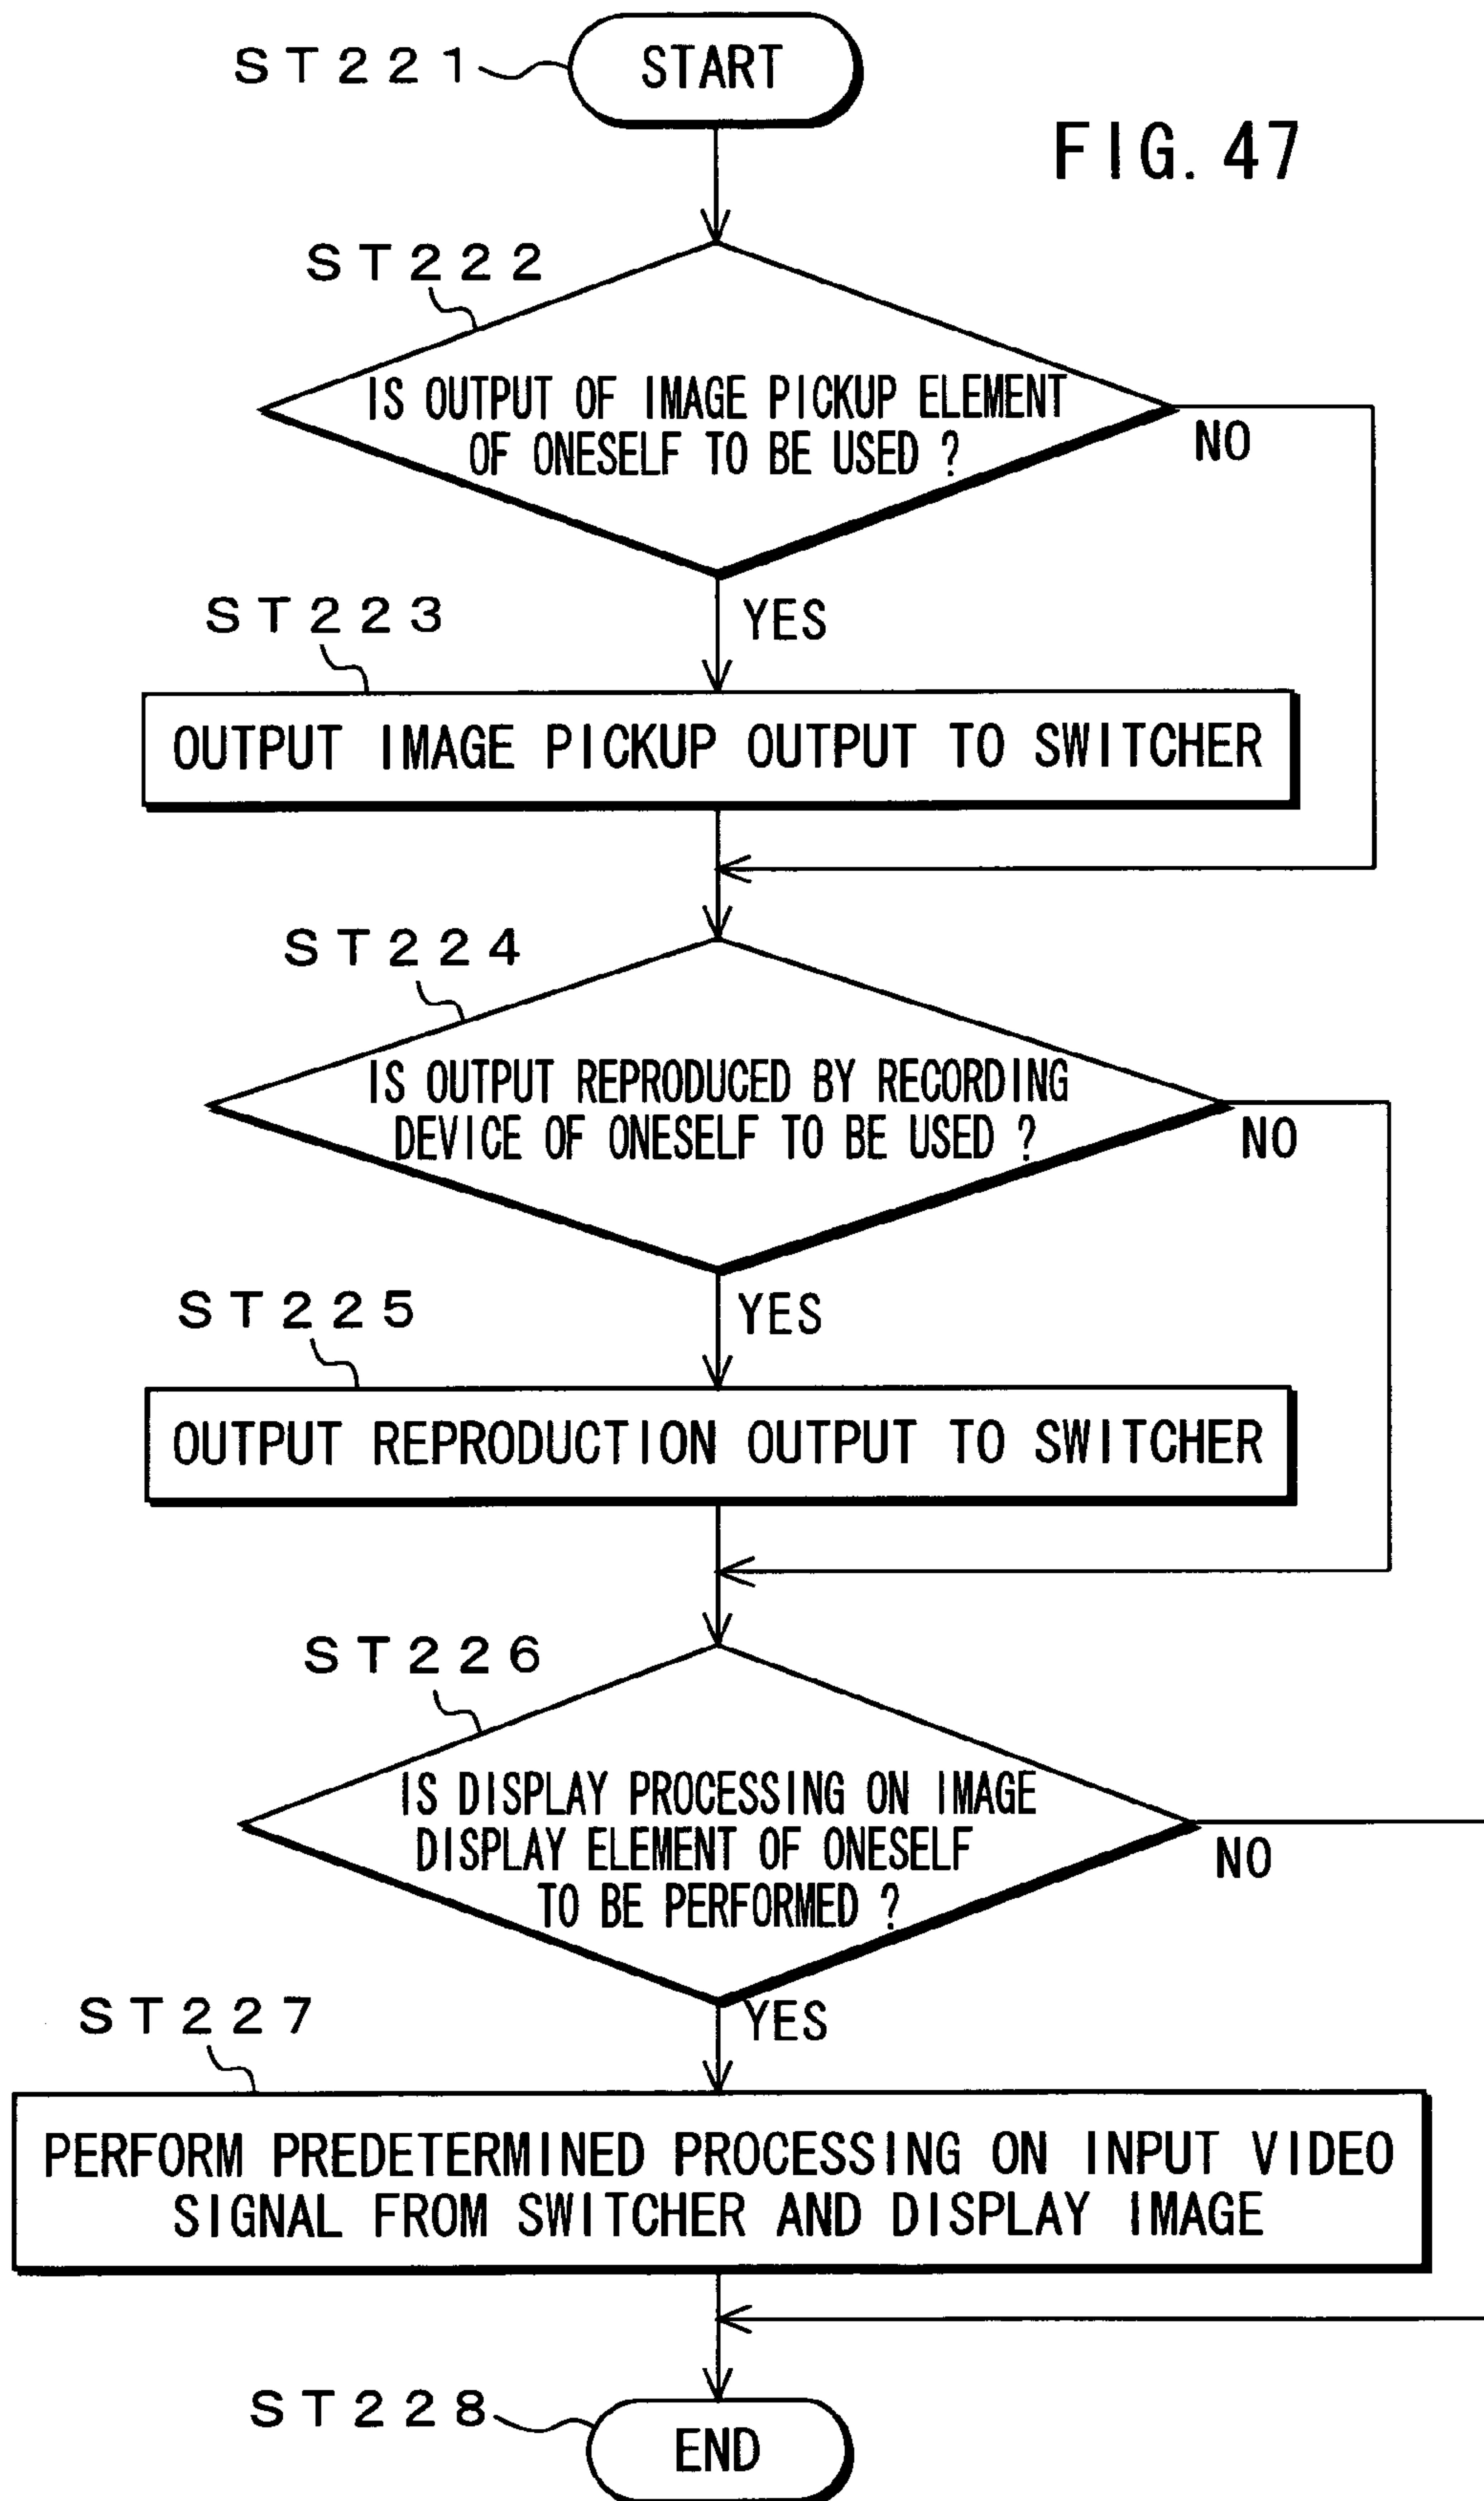 ST221
START
FIG. 47
ST222
IS OUTPUT OF IMAGE PICKUP ELEMENT
OF ONESELF TO BE USED ?
NO
YES
ST223
OUTPUT IMAGE PICKUP OUTPUT TO SWITCHER
ST224
IS OUTPUT REPRODUCED BY RECORDING
DEVICE OF ONESELF TO BE USED ?
NO
YES
ST225
OUTPUT REPRODUCTION OUTPUT TO SWITCHER
ST226
IS DISPLAY PROCESSING ON IMAGE
DISPLAY ELEMENT OF ONESELF
TO BE PERFORMED ?
NO
YES
ST227
PERFORM PREDETERMINED PROCESSING ON INPUT VIDEO
SIGNAL FROM SWITCHER AND DISPLAY IMAGE
ST228
END